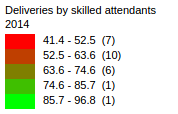 Deliveries by skilled attendants
2014
41.4 - 52.5 (7)
52.5 - 63.6 (10)
63.6 - 74.6 (6)
74.6 - 85.7 (1)
85.7 - 96.8 (1)